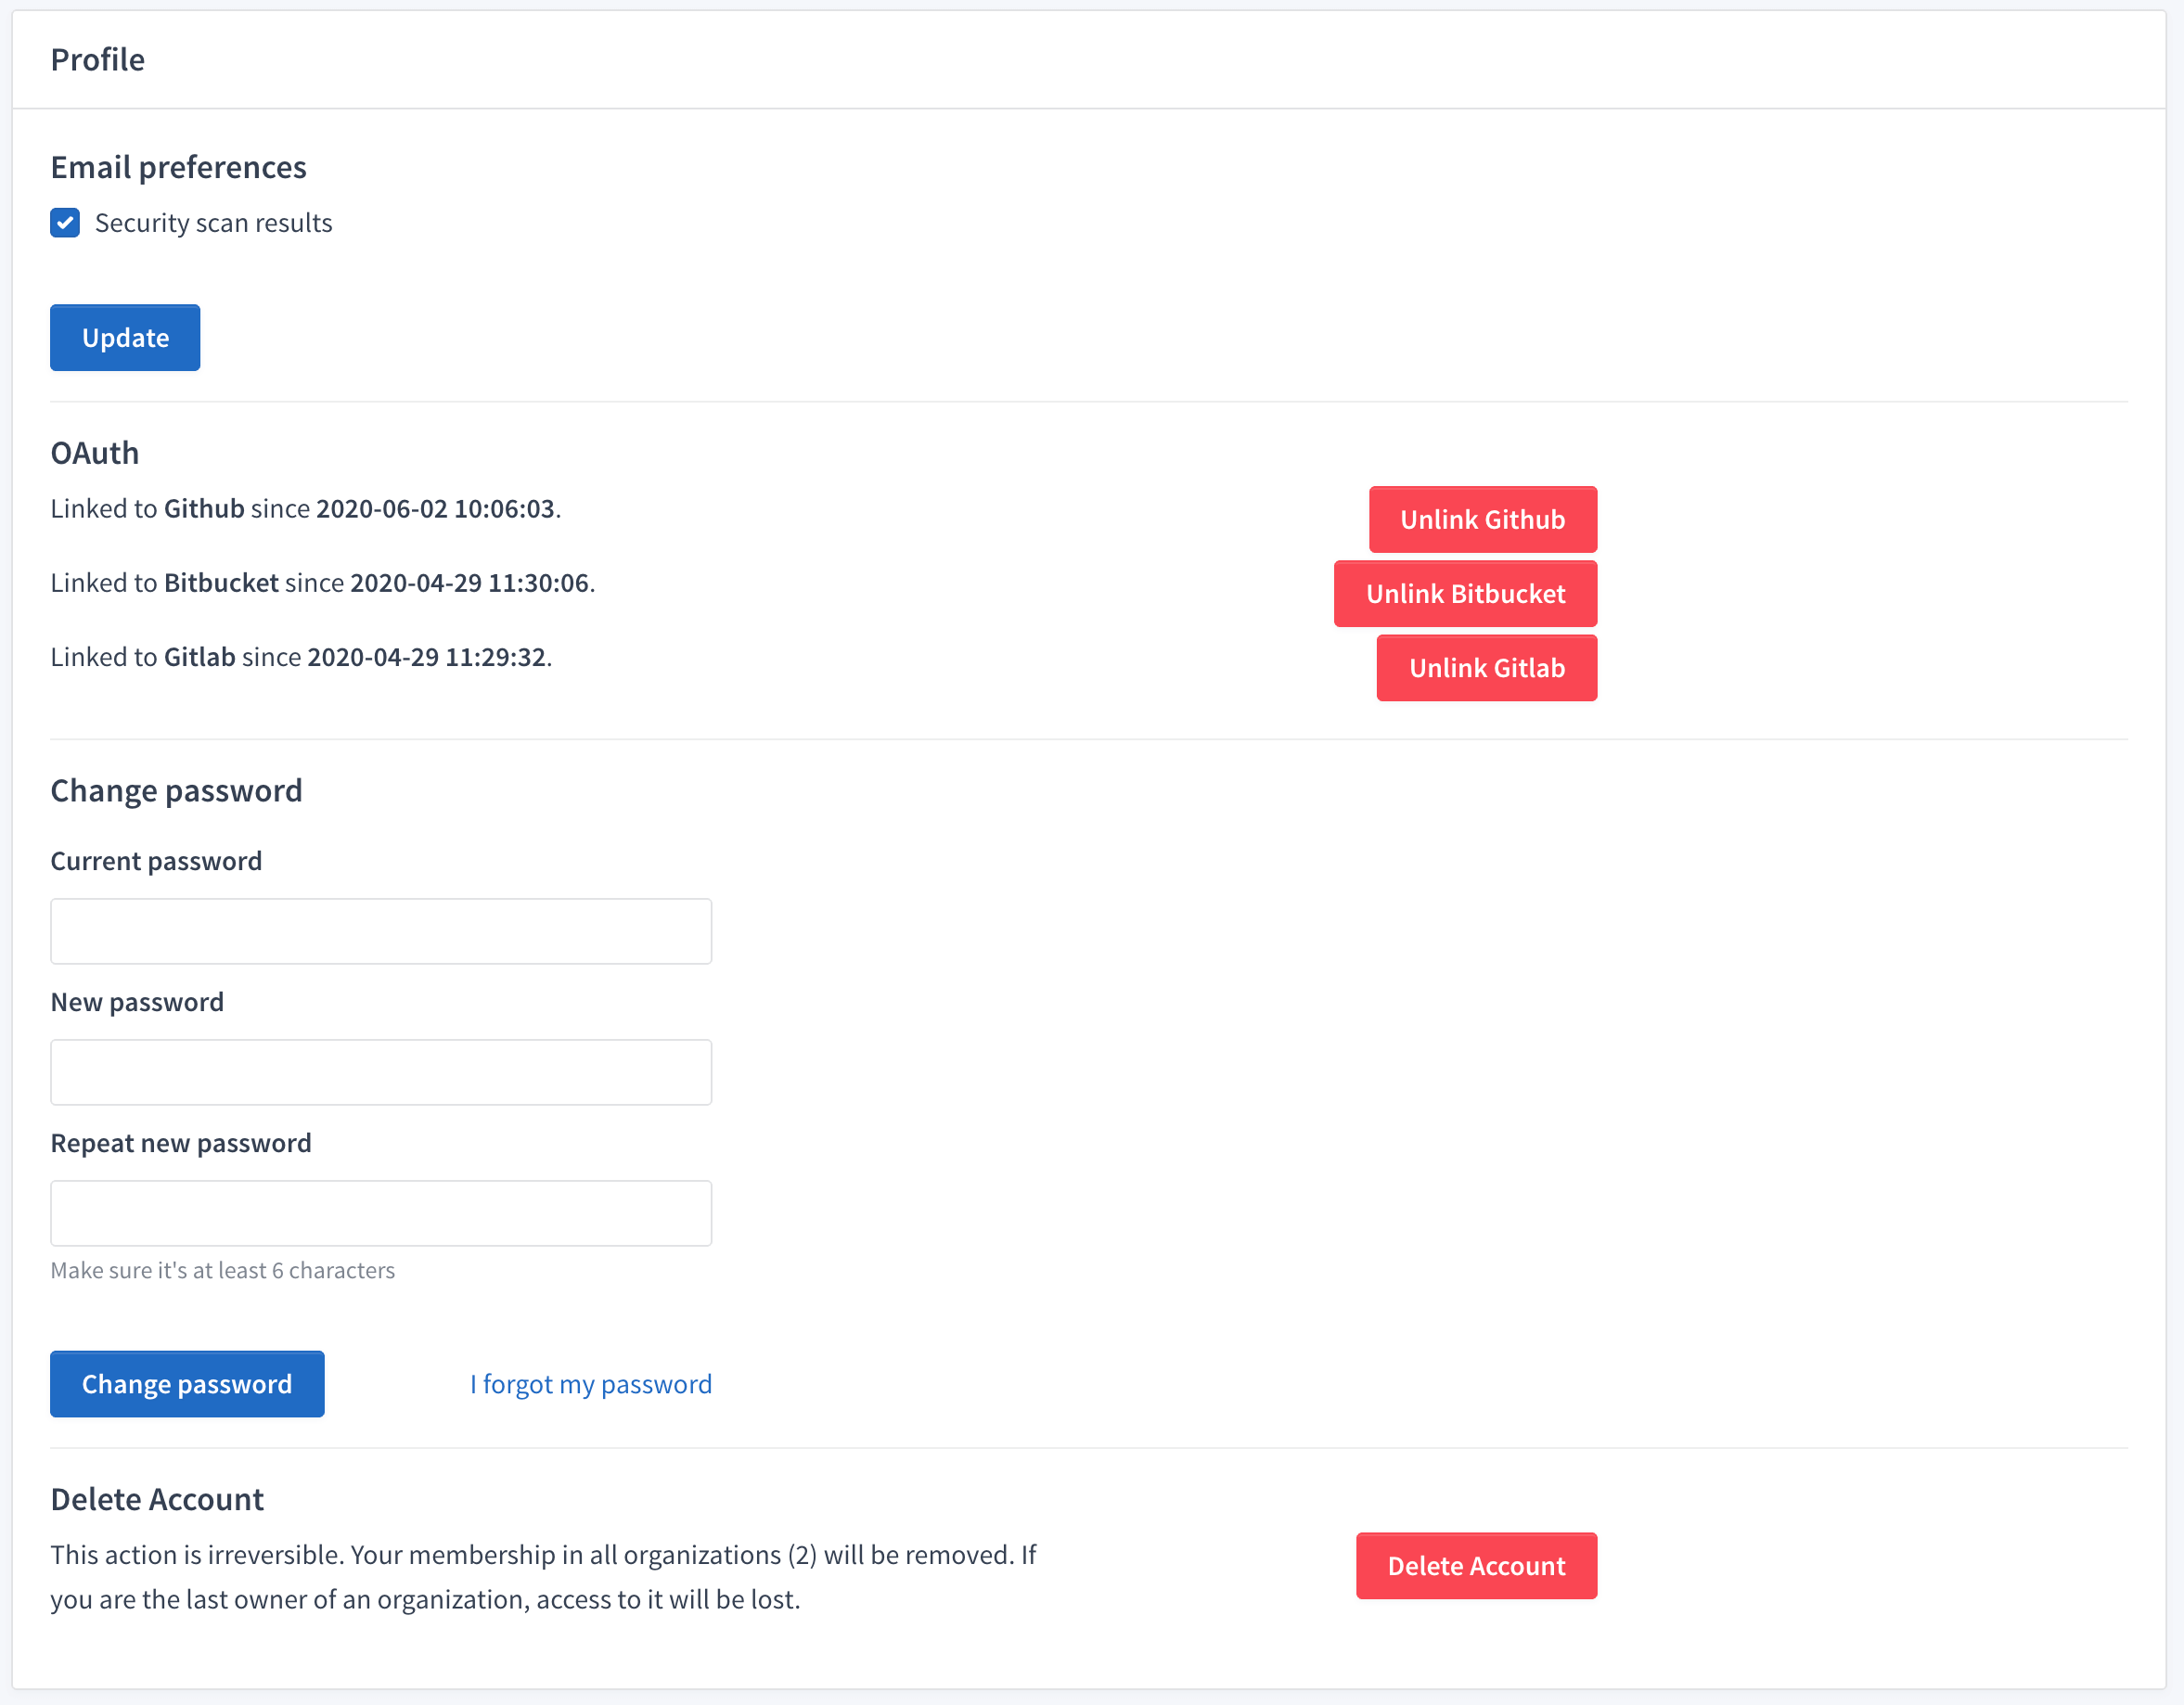 Profile
Email preferences
Security scan results
Update
OAuth
Linked to Github since 2020-06-02 10:06:03.
Unlink Github
Linked to Bitbucket since 2020-04-29 11:30:06.
Unlink Bitbucket
Linked to Gitlab since 2020-04-29 11:29:32.
Unlink Gitlab
Change password
Current password
New password
Repeat new password
Make sure it's at least 6 characters
Change password
I forgot my password
Delete Account
This action is irreversible. Your membership in all organizations (2) will be removed. If
you are the last owner of an organization, access to it will be lost.
Delete Account